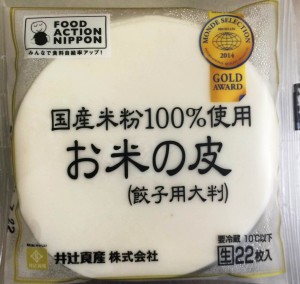 FOOD
ACTION
NIPPON
みんなで食料自給率アップ!
MONDE SELECTION
2014
GOLD
AWARD
国産米粉100%使用
お米の皮
(餃子用大判)
要冷蔵 10℃以下
生22枚入
井辻食産 株式会社